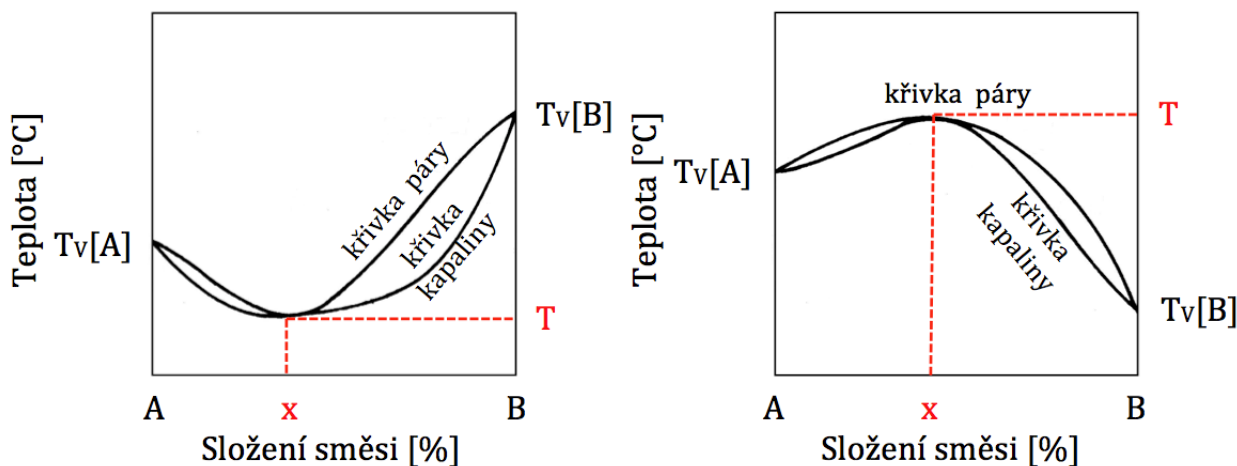 Teplota [°C]
Tv[A]
křivka páry
křivka
kapaliny
Tv[B]
T
A
x
B
Složení směsi [%]
Teplota [°C]
Tv[A]
křivka páry
křivka
kapaliny
T
Tv[B]
A
x
B
Složení směsi [%]